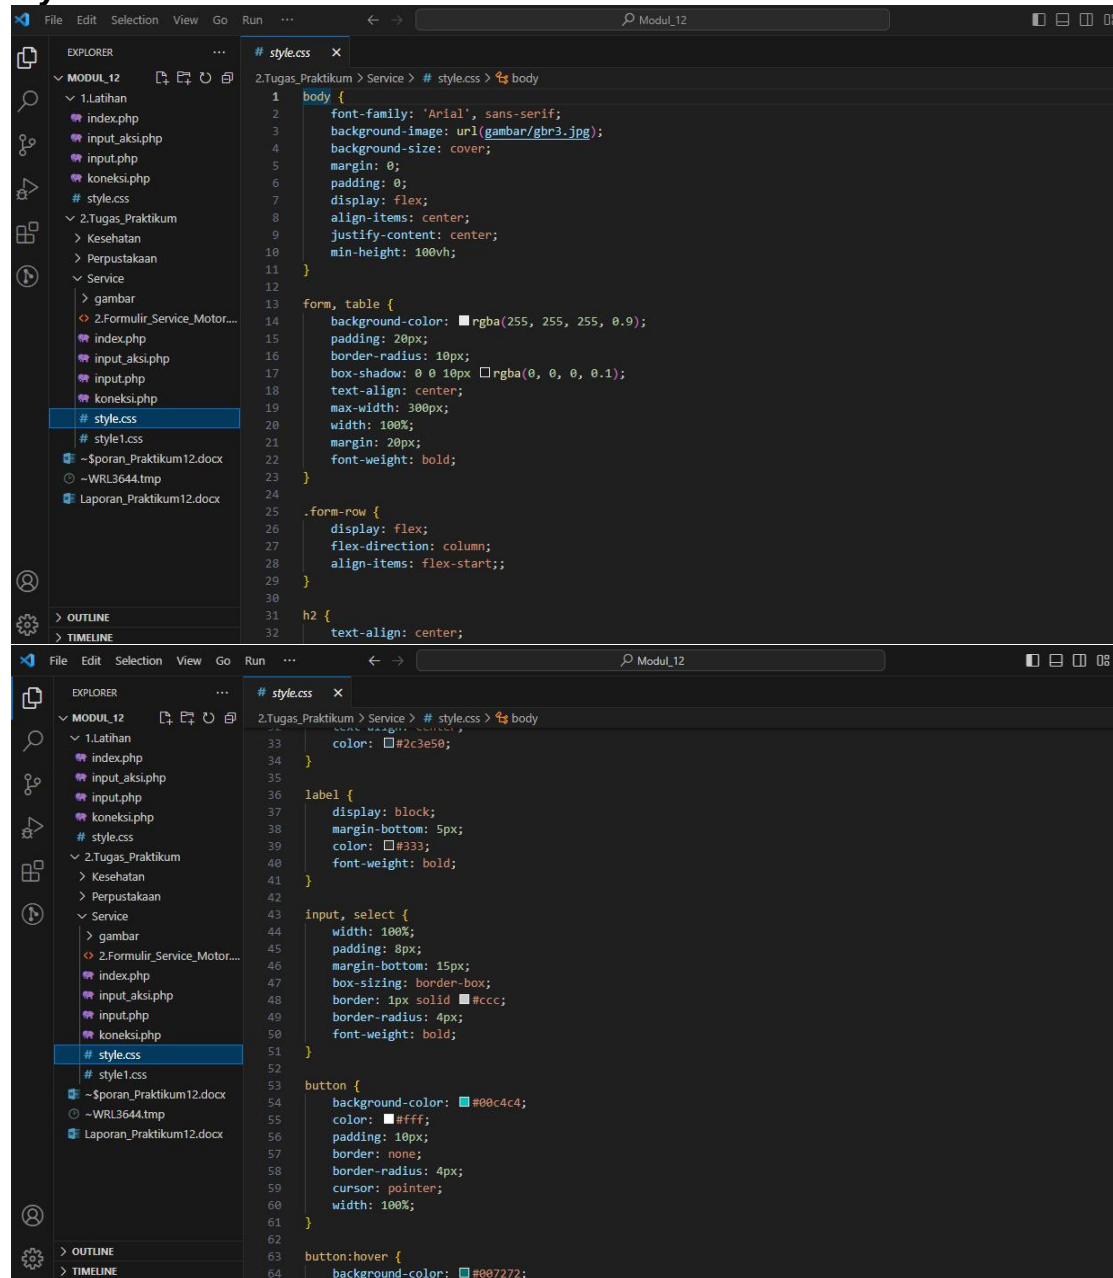 File Edit Selection View Go Run ··· ← → Modul_12
EXPLORER ···
MODUL_12
1.Latihan
index.php
input_aksi.php
input.php
koneksi.php
# style.css
2.Tugas_Praktikum
Kesehatan
Perpustakaan
Service
gambar
2.Formulir_Service_Motor....
index.php
input_aksi.php
input.php
koneksi.php
# style.css
# style1.css
~$poran_Praktikum12.docx
~WRL3644.tmp
Laporan_Praktikum12.docx
OUTLINE
TIMELINE
# style.css ×
2.Tugas_Praktikum > Service > # style.css > body
1 body {
2 font-family: 'Arial', sans-serif;
3 background-image: url(gambar/gbr3.jpg);
4 background-size: cover;
5 margin: 0;
6 padding: 0;
7 display: flex;
8 align-items: center;
9 justify-content: center;
10 min-height: 100vh;
11 }
12
13 form, table {
14 background-color: rgba(255, 255, 255, 0.9);
15 padding: 20px;
16 border-radius: 10px;
17 box-shadow: 0 0 10px rgba(0, 0, 0, 0.1);
18 text-align: center;
19 max-width: 300px;
20 width: 100%;
21 margin: 20px;
22 font-weight: bold;
23 }
24
25 .form-row {
26 display: flex;
27 flex-direction: column;
28 align-items: flex-start;;
29 }
30
31 h2 {
32 text-align: center;
File Edit Selection View Go Run ··· ← → Modul_12
EXPLORER ···
MODUL_12
1.Latihan
index.php
input_aksi.php
input.php
koneksi.php
# style.css
2.Tugas_Praktikum
Kesehatan
Perpustakaan
Service
gambar
2.Formulir_Service_Motor....
index.php
input_aksi.php
input.php
koneksi.php
# style.css
# style1.css
~$poran_Praktikum12.docx
~WRL3644.tmp
Laporan_Praktikum12.docx
OUTLINE
TIMELINE
# style.css ×
2.Tugas_Praktikum > Service > # style.css > body
33 color: #2c3e50;
34 }
35
36 label {
37 display: block;
38 margin-bottom: 5px;
39 color: #333;
40 font-weight: bold;
41 }
42
43 input, select {
44 width: 100%;
45 padding: 8px;
46 margin-bottom: 15px;
47 box-sizing: border-box;
48 border: 1px solid #ccc;
49 border-radius: 4px;
50 font-weight: bold;
51 }
52
53 button {
54 background-color: #00c4c4;
55 color: #fff;
56 padding: 10px;
57 border: none;
58 border-radius: 4px;
59 cursor: pointer;
60 width: 100%;
61 }
62
63 button:hover {
64 background-color: #007272;